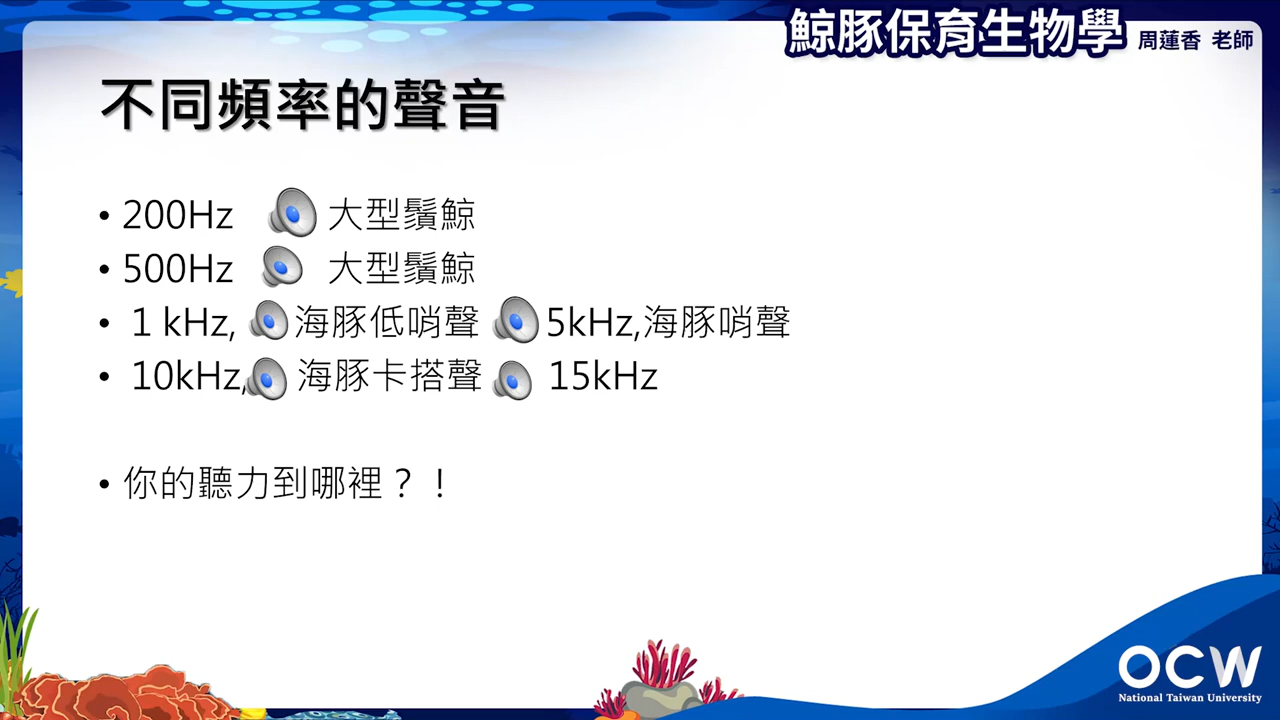 鯨豚保育生物學 周蓮香 老師
不同頻率的聲音
• 200Hz 大型鬚鯨
• 500Hz 大型鬚鯨
• 1 kHz, 海豚低哨聲 5kHz,海豚哨聲
• 10kHz, 海豚卡搭聲 15kHz
• 你的聽力到哪裡？！
OCW
National Taiwan University